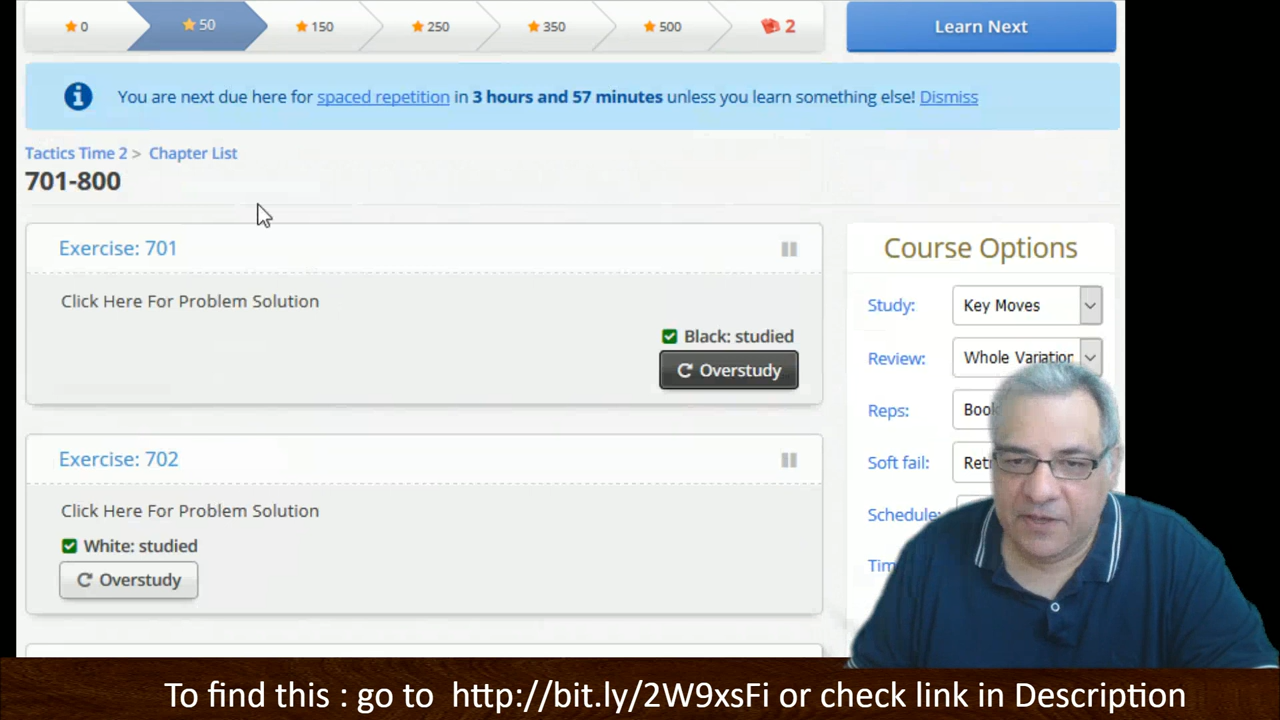 0 50 150 250 350 500 2 Learn Next
You are next due here for spaced repetition in 3 hours and 57 minutes unless you learn something else! Dismiss
Tactics Time 2 > Chapter List
701-800
Exercise: 701
Click Here For Problem Solution
Black: studied
Overstudy
Exercise: 702
Click Here For Problem Solution
White: studied
Overstudy
Course Options
Study: Key Moves
Review: Whole Variation
Reps: Book
Soft fail: Ret
Schedule:
Tim
To find this : go to http://bit.ly/2W9xsFi or check link in Description